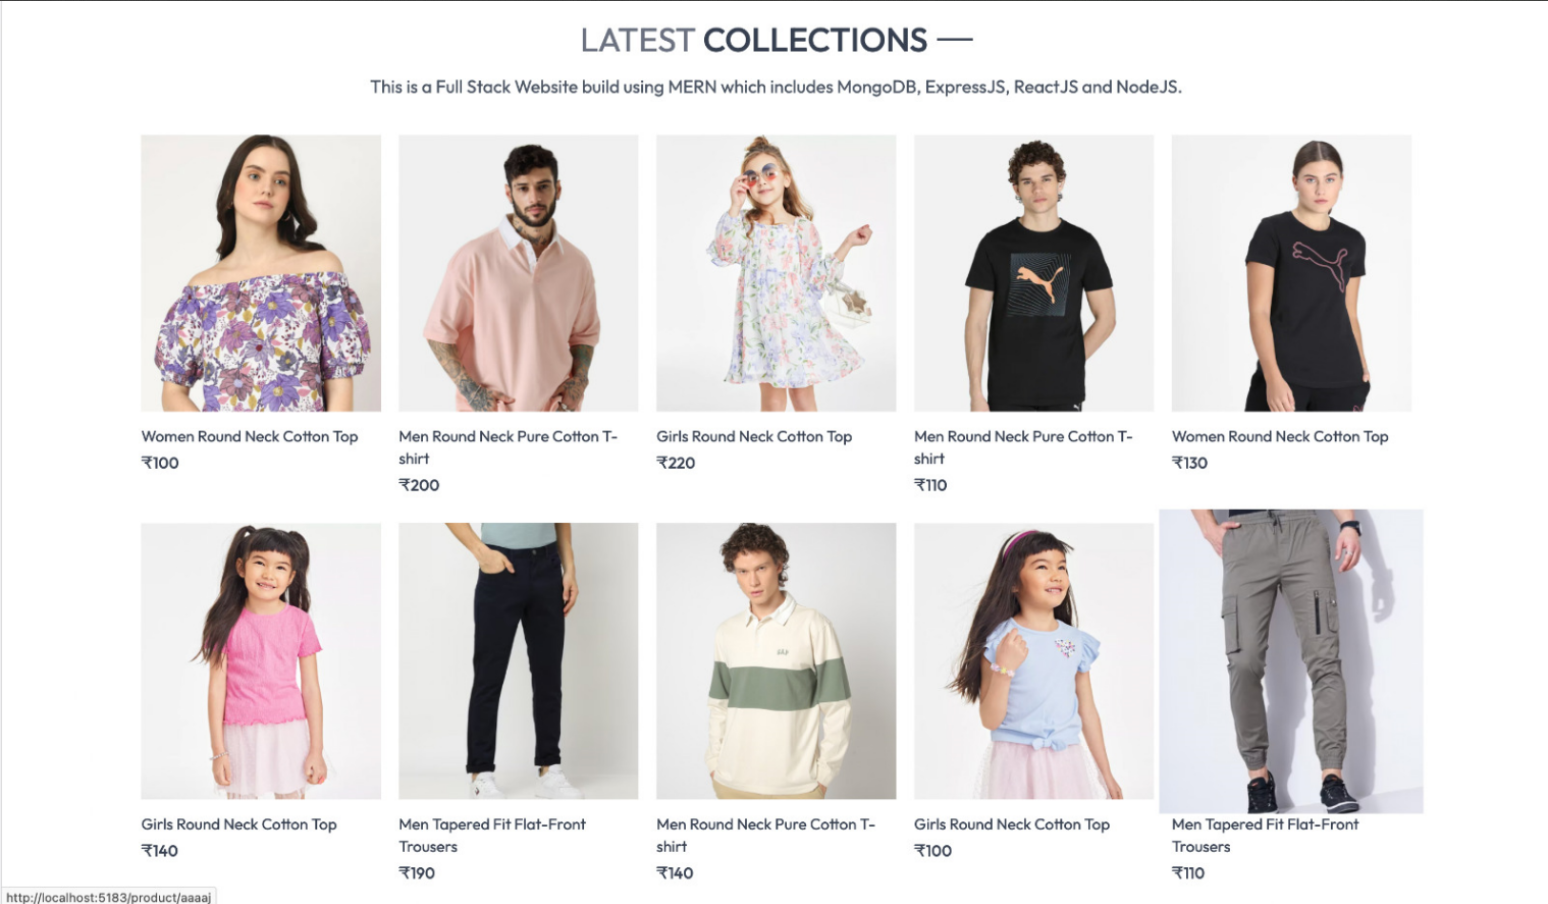 LATEST COLLECTIONS —
This is a Full Stack Website build using MERN which includes MongoDB, ExpressJS, ReactJS and NodeJS.
GAP
Women Round Neck Cotton Top
₹100
Men Round Neck Pure Cotton T-
shirt
₹200
Girls Round Neck Cotton Top
₹220
Men Round Neck Pure Cotton T-
shirt
₹110
Women Round Neck Cotton Top
₹130
Girls Round Neck Cotton Top
₹140
Men Tapered Fit Flat-Front
Trousers
₹190
Men Round Neck Pure Cotton T-
shirt
₹140
Girls Round Neck Cotton Top
₹100
Men Tapered Fit Flat-Front
Trousers
₹110
http://localhost:5183/product/aaaaj